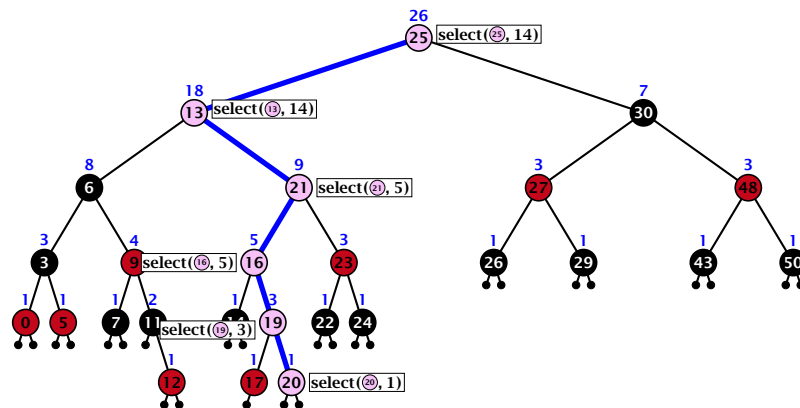 26
25 select(25, 14)
18 7
13 select(13, 14) 30
8 9 3 3
6 21 select(21, 5) 27 48
3 4 5 3 1 1 1 1
3 9 select(16, 5) 16 23 26 29 43 50
1 1 1 2 1 3 1 1
0 5 7 11 select(19, 3) 19 22 24
1 1 1
12 17 20 select(20, 1)